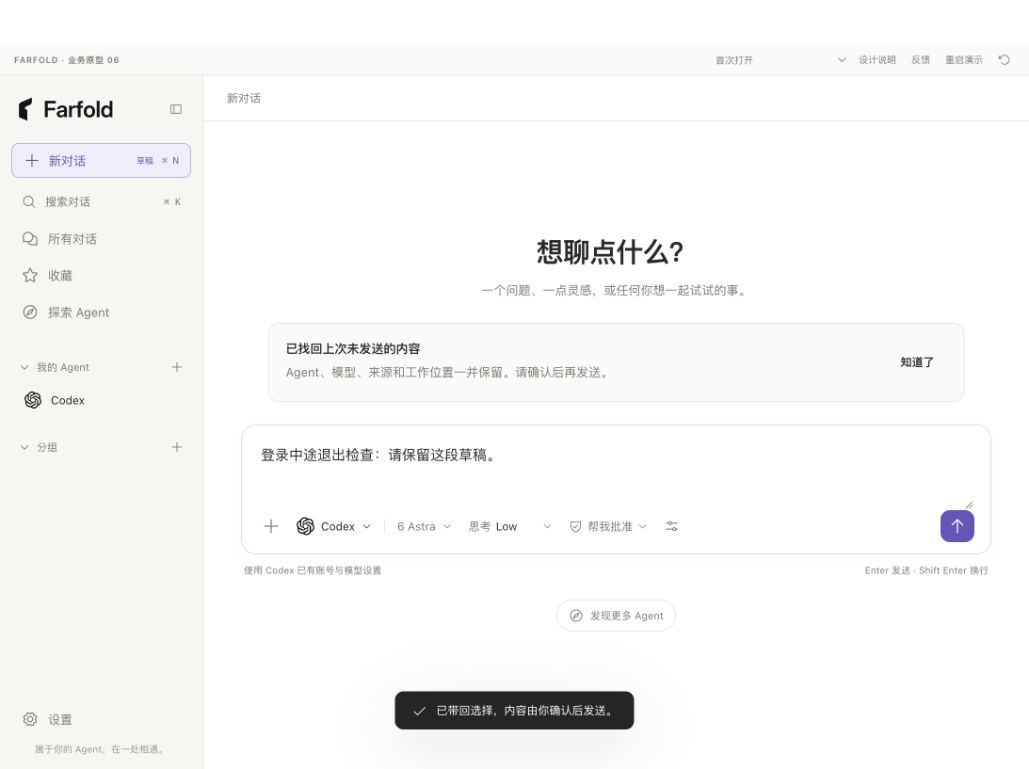 FARFOLD · 业务原型 06
首次打开
设计说明
反馈
重启演示
Farfold
新对话 草稿 ⌘ N
搜索对话 ⌘ K
所有对话
收藏
探索 Agent
我的 Agent
Codex
分组
设置
属于你的 Agent，在一处相遇。
新对话
想聊点什么?
一个问题、一点灵感，或任何你想一起试试的事。
已找回上次未发送的内容
Agent、模型、来源和工作位置一并保留。请确认后再发送。
知道了
登录中途退出检查：请保留这段草稿。
Codex 6 Astra 思考 Low 帮我批准
使用 Codex 已有账号与模型设置
Enter 发送 · Shift Enter 换行
发现更多 Agent
已带回选择，内容由你确认后发送。